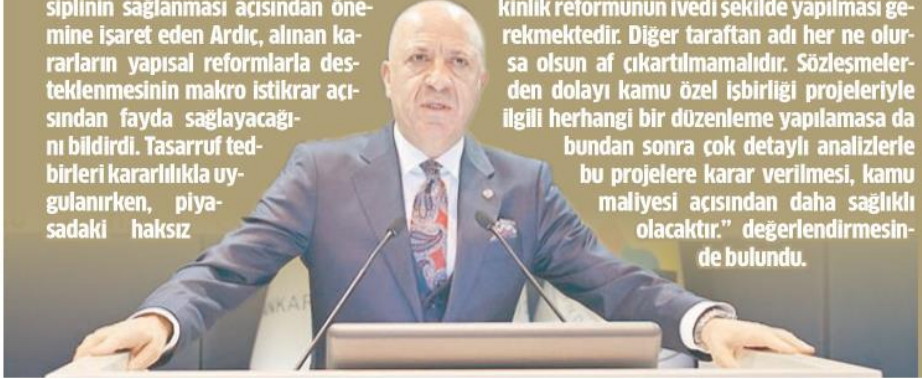 siplinin sağlanması açısından öne-
mine işaret eden Ardıç, alınan ka-
rarların yapısal reformlarla des-
teklenmesinin makro istikrar açı-
sından fayda sağlayacağı-
nı bildirdi. Tasarruf ted-
birleri kararlılıkla uy-
gulanırken, piya-
sadaki haksız
kinlik reformunun ivedi şekilde yapılması ge-
rekmektedir. Diğer taraftan adı her ne olur-
sa olsun af çıkartılmamalıdır. Sözleşmeler-
den dolayı kamu özel işbirliği projeleriyle
ilgili herhangi bir düzenleme yapılamasa da
bundan sonra çok detaylı analizlerle
bu projelere karar verilmesi, kamu
maliyesi açısından daha sağlıklı
olacaktır.” değerlendirmesin-
de bulundu.